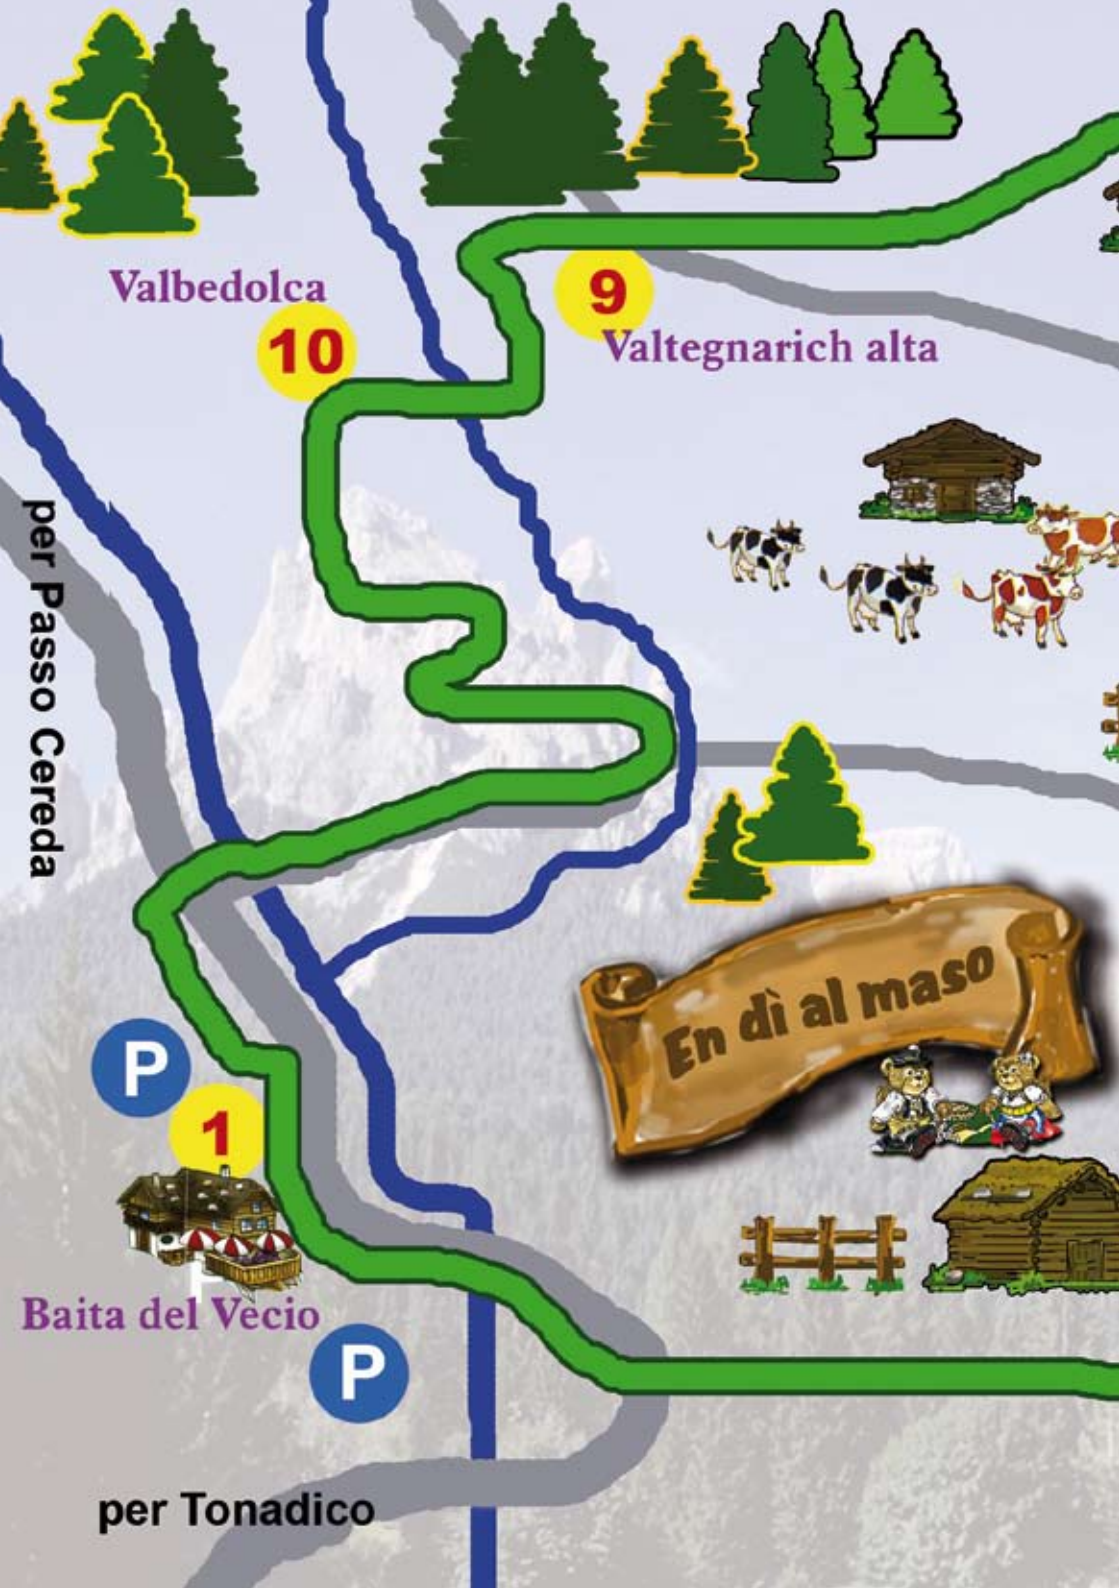 Valbedolca
10
9
Valtegnarich alta
per Passo Cereda
En dì al maso
P
1
Baita del Vecio
P
per Tonadico